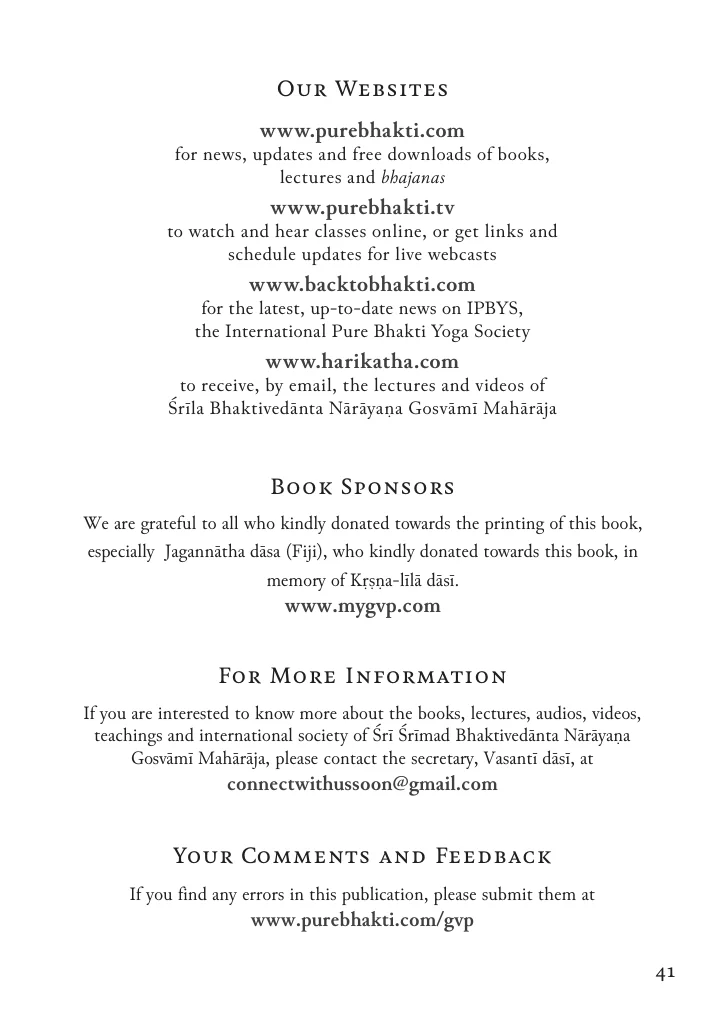 Our Websites
www.purebhakti.com
for news, updates and free downloads of books,
lectures and bhajanas
www.purebhakti.tv
to watch and hear classes online, or get links and
schedule updates for live webcasts
www.backtobhakti.com
for the latest, up-to-date news on IPBYS,
the International Pure Bhakti Yoga Society
www.harikatha.com
to receive, by email, the lectures and videos of
Śrīla Bhaktivedānta Nārāyaṇa Gosvāmī Mahārāja
Book Sponsors
We are grateful to all who kindly donated towards the printing of this book,
especially Jagannātha dāsa (Fiji), who kindly donated towards this book, in
memory of Kṛṣṇa-līlā dāsī.
www.mygvp.com
For More Information
If you are interested to know more about the books, lectures, audios, videos,
teachings and international society of Śrī Śrīmad Bhaktivedānta Nārāyaṇa
Gosvāmī Mahārāja, please contact the secretary, Vasantī dāsī, at
connectwithussoon@gmail.com
Your Comments and Feedback
If you find any errors in this publication, please submit them at
www.purebhakti.com/gvp
41